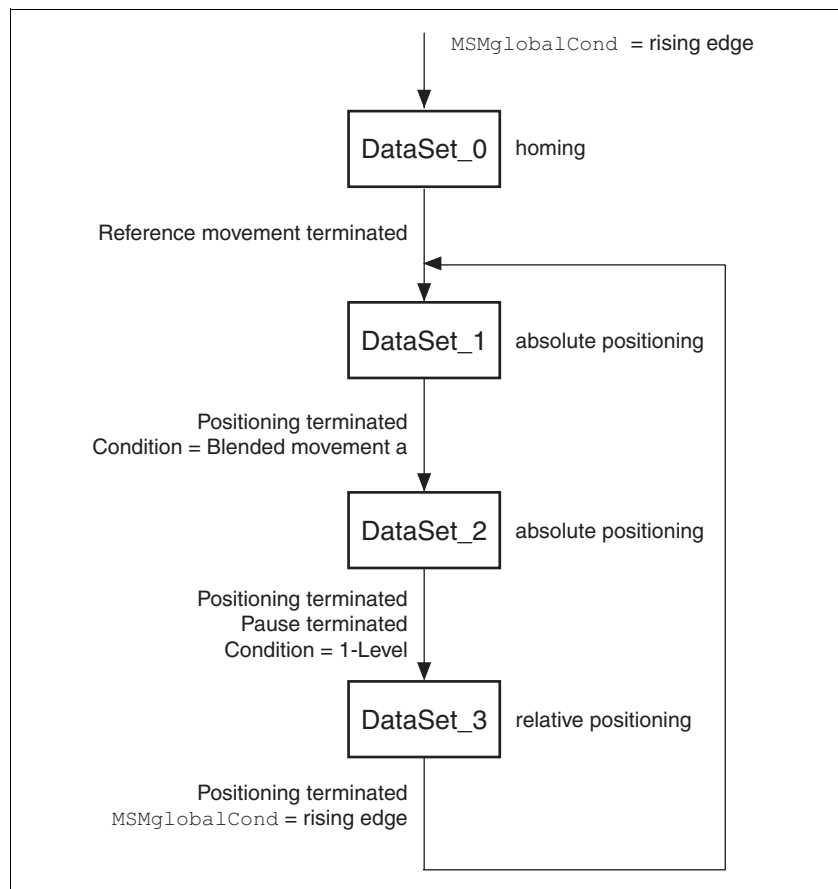 MSMglobalCond = rising edge
DataSet_0
homing
Reference movement terminated
DataSet_1
absolute positioning
Positioning terminated
Condition = Blended movement a
DataSet_2
absolute positioning
Positioning terminated
Pause terminated
Condition = 1-Level
DataSet_3
relative positioning
Positioning terminated
MSMglobalCond = rising edge